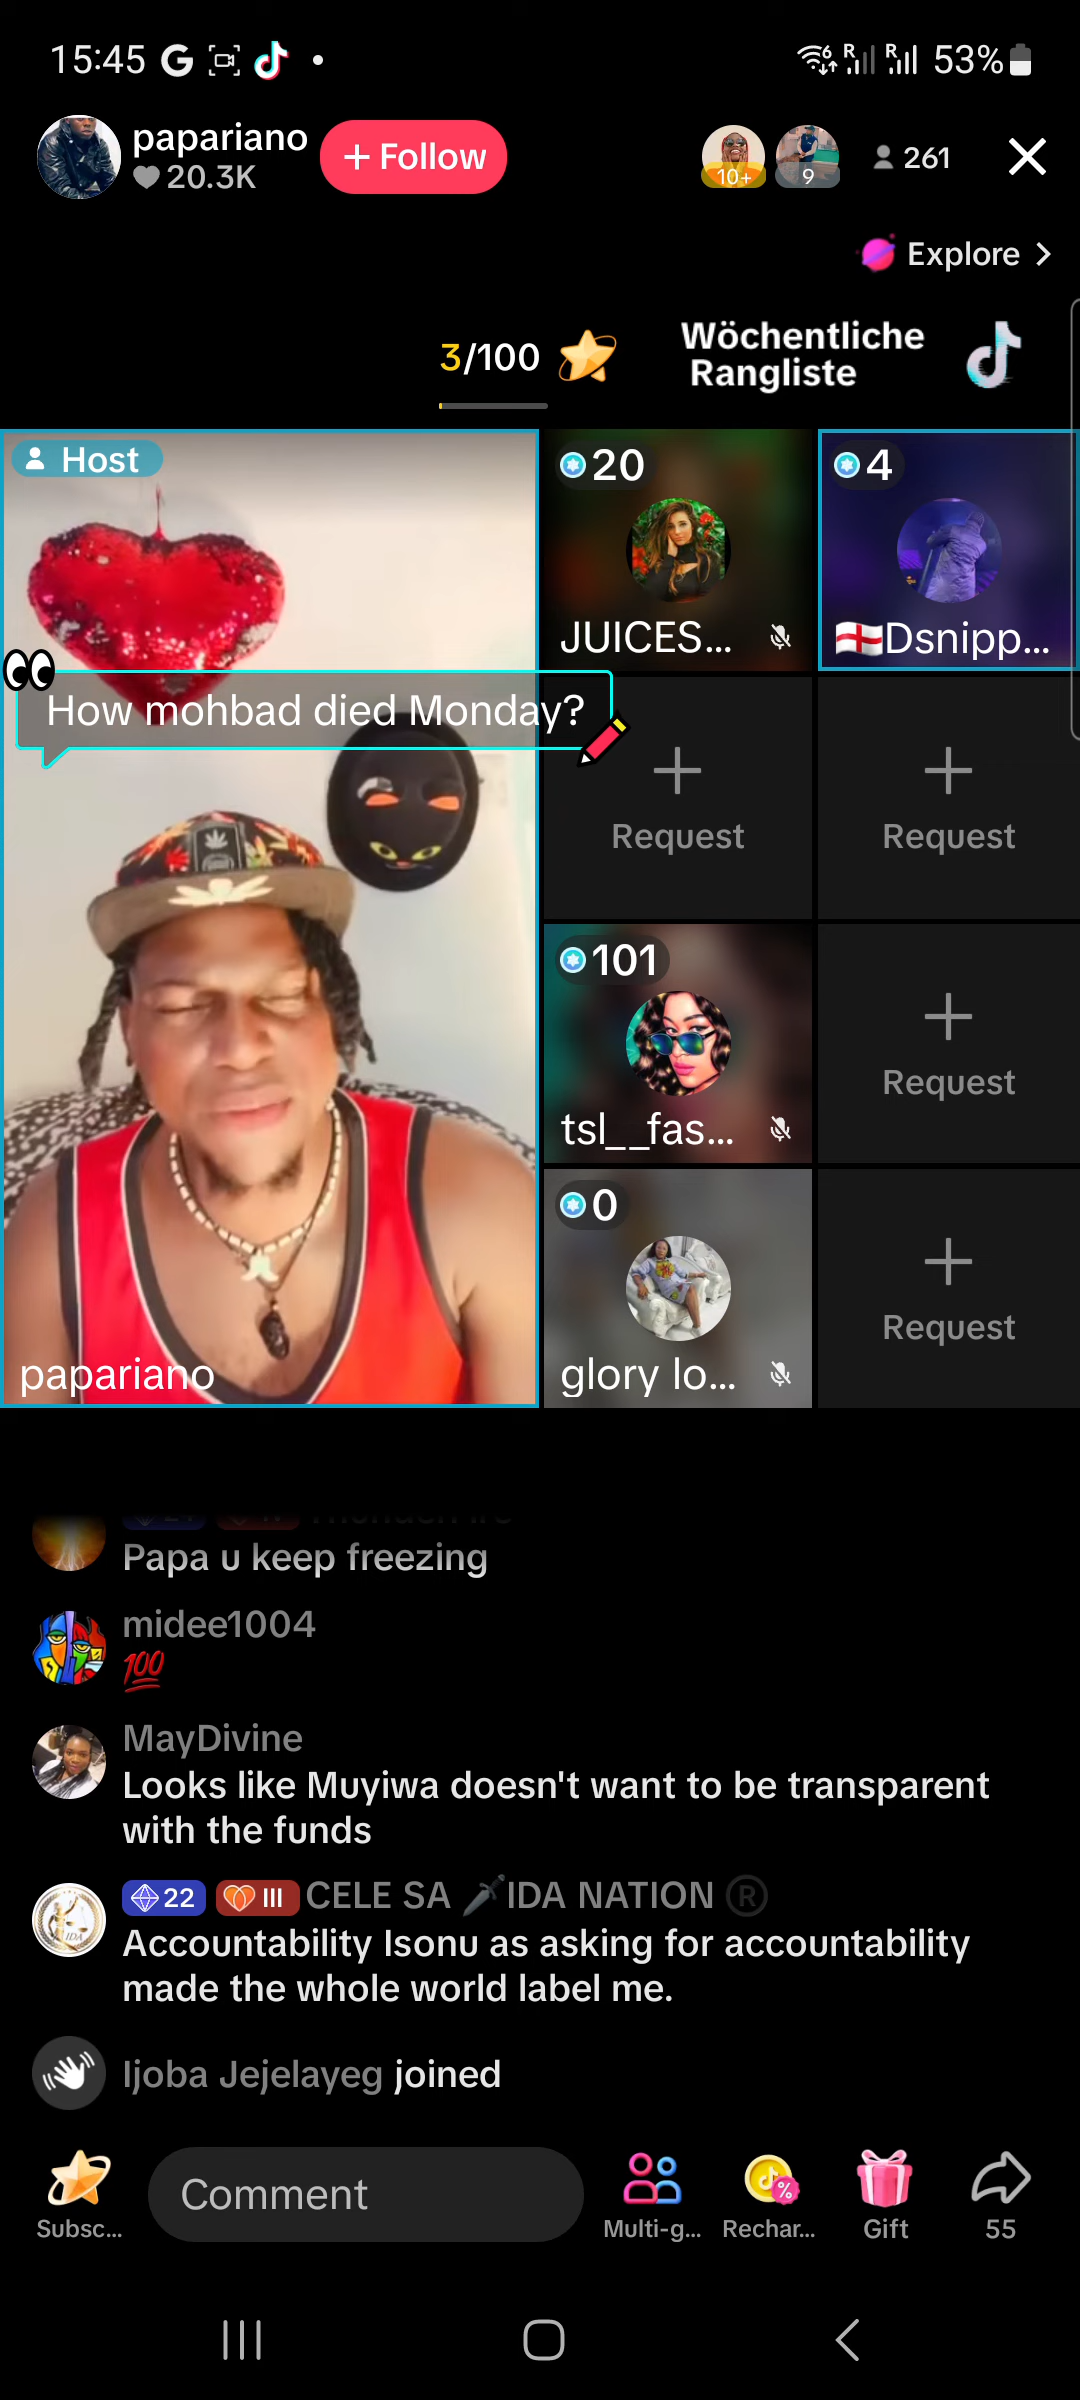 15:45
53%
papariano
20.3K
+ Follow
10+
9
261
Explore
3/100
Wöchentliche
Rangliste
Host
20
JUICES...
4
Dsnipp...
How mohbad died Monday?
Request
Request
101
tsl__fas...
Request
0
glory lo...
Request
papariano
Papa u keep freezing
midee1004
100
MayDivine
Looks like Muyiwa doesn't want to be transparent
with the funds
22 III CELE SA IDA NATION ®
Accountability Isonu as asking for accountability
made the whole world label me.
Ijoba Jejelayeg joined
Comment
Subsc...
Multi-g...
Rechar...
Gift
55